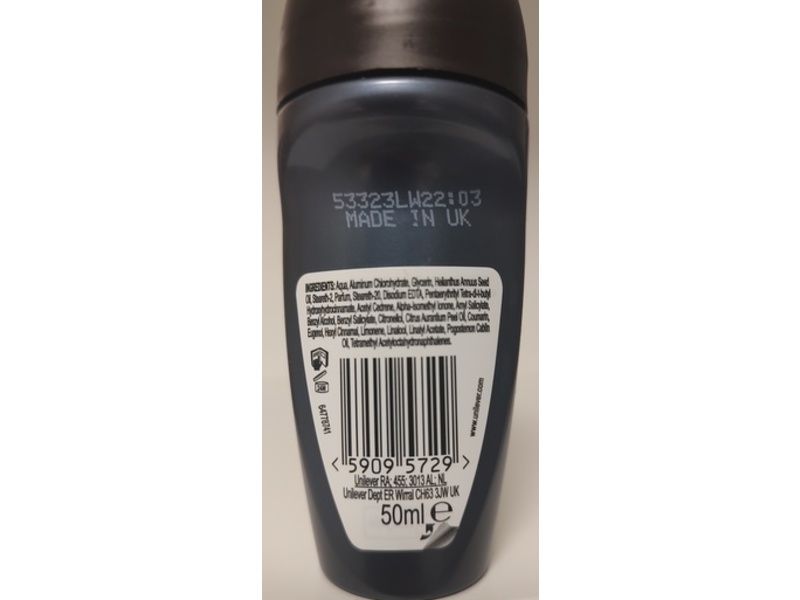 53323LW22:03
MADE IN UK
INGREDIENTS: Aqua, Aluminum Chlorohydrate, Glycerin, Helianthus Annuus Seed
Oil, Steareth-2, Parfum, Steareth-20, Disodium EDTA, Pentaerythrityl Tetra-di-t-butyl
Hydroxyhydrocinnamate, Acetyl Cedrene, Alpha-Isomethyl Ionone, Amyl Salicylate,
Benzyl Alcohol, Benzyl Salicylate, Citronellol, Citrus Aurantium Peel Oil, Coumarin,
Eugenol, Hexyl Cinnamal, Limonene, Linalool, Linalyl Acetate, Pogostemon Cablin
Oil, Tetramethyl Acetyloctahydronaphthalenes.
24M
64778241
www.unilever.com
<5909 5729>
Unilever RA; 455; 3013 AL; NL
Unilever Dept ER Wirral CH63 3JW UK
50ml e